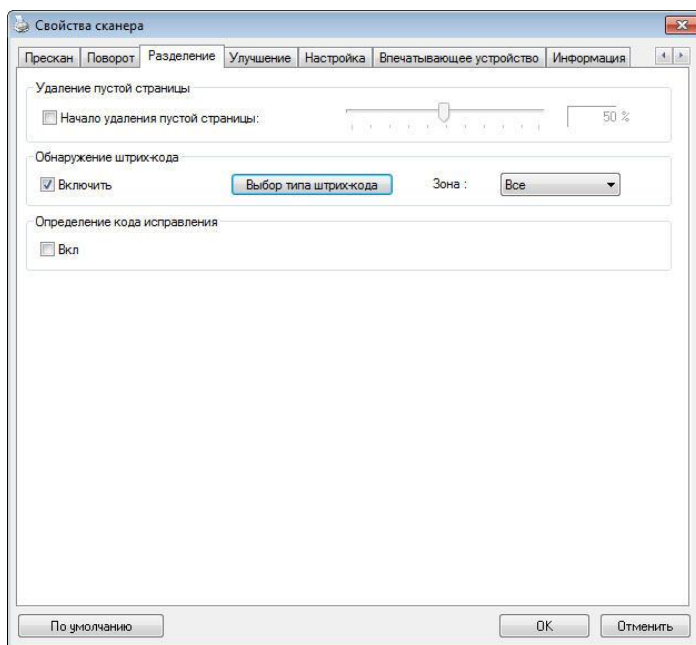 Свойства сканера
Прескан Поворот Разделение Улучшение Настройка Впечатывающее устройство Информация
Удаление пустой страницы
Начало удаления пустой страницы: 50 %
Обнаружение штрих-кода
Включить Выбор типа штрих-кода Зона : Все
Определение кода исправления
Вкл
По умолчанию OK Отменить